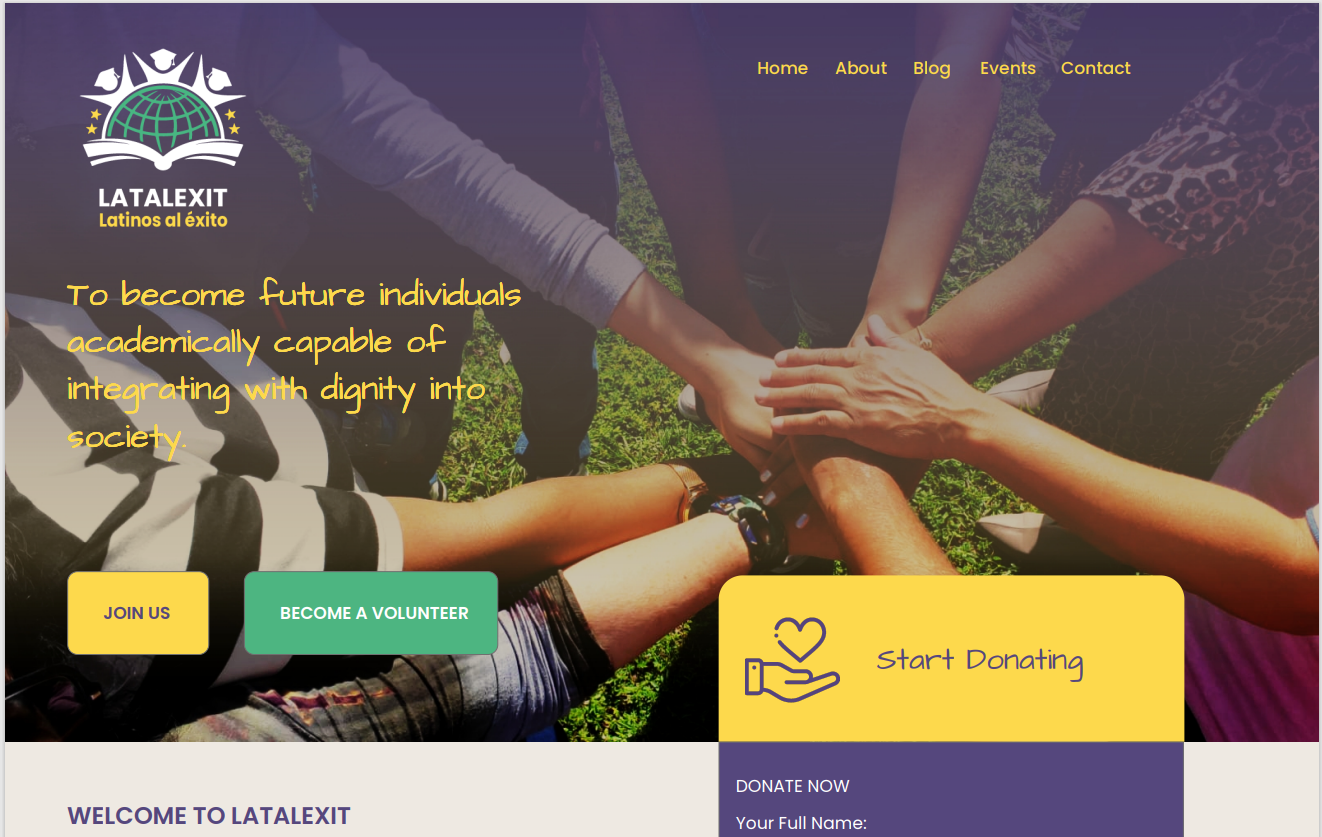 Home About Blog Events Contact
LATALEXIT
Latinos al éxito
To become future individuals
academically capable of
integrating with dignity into
society.
JOIN US
BECOME A VOLUNTEER
Start Donating
DONATE NOW
WELCOME TO LATALEXIT
Your Full Name: